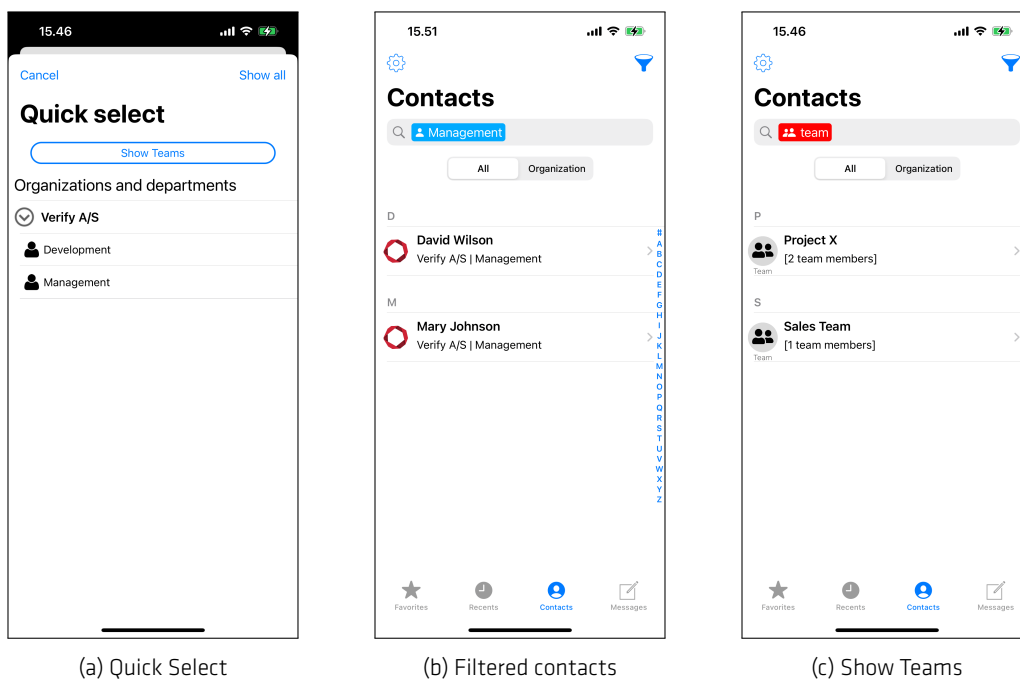 15.46
Cancel
Show all
Quick select
Show Teams
Organizations and departments
Verify A/S
Development
Management
(a) Quick Select
15.51
Contacts
Management
All
Organization
D
David Wilson
Verify A/S | Management
M
Mary Johnson
Verify A/S | Management
#
A
B
C
D
E
F
G
H
I
J
K
L
M
N
O
P
Q
R
S
T
U
V
W
X
Y
Z
Favorites
Recents
Contacts
Messages
(b) Filtered contacts
15.46
Contacts
team
All
Organization
P
Project X
[2 team members]
Team
S
Sales Team
[1 team members]
Team
Favorites
Recents
Contacts
Messages
(c) Show Teams